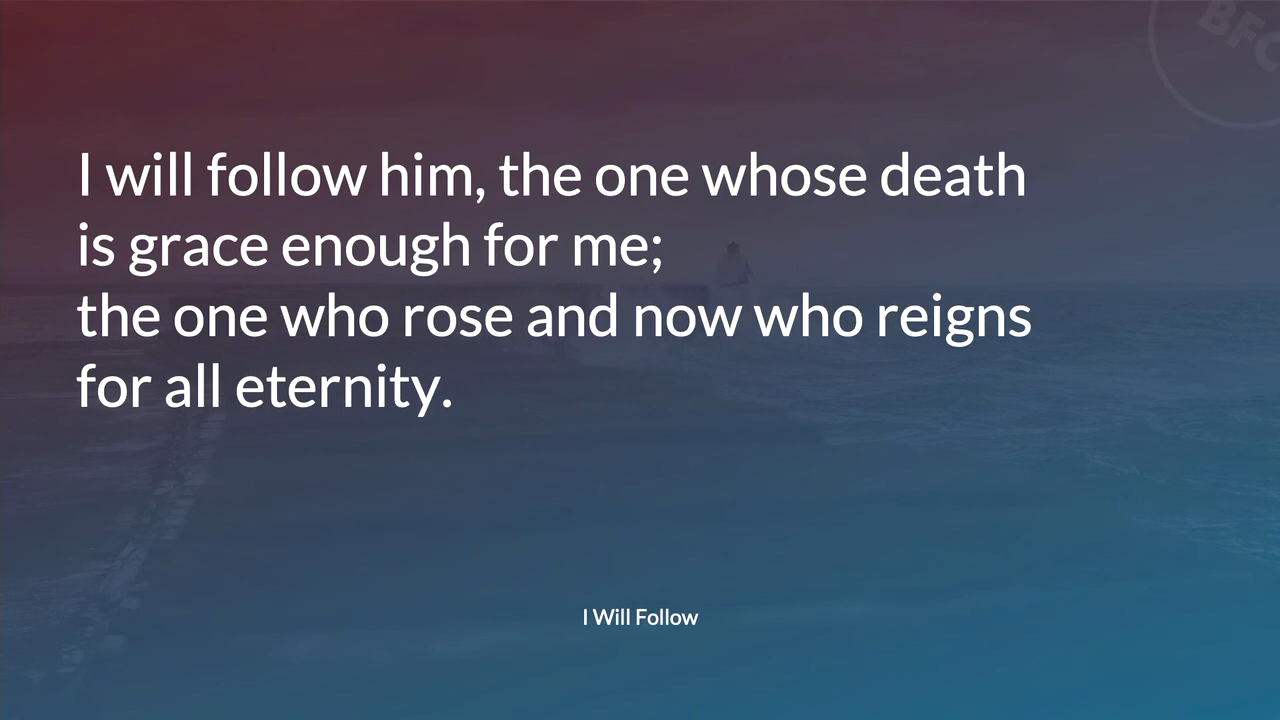 BFC
I will follow him, the one whose death
is grace enough for me;
the one who rose and now who reigns
for all eternity.
I Will Follow